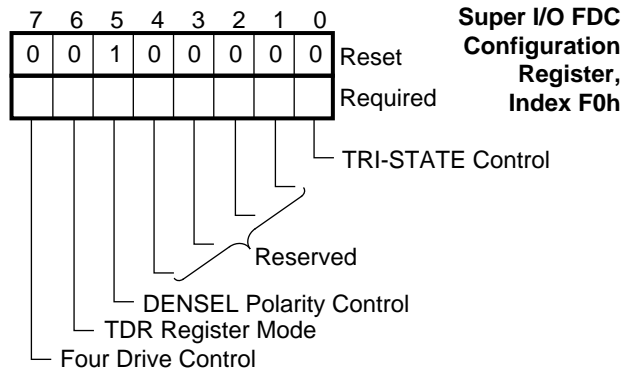 7 6 5 4 3 2 1 0
Super I/O FDC
Configuration
Register,
Index F0h
0 0 1 0 0 0 0 0 Reset
Required
TRI-STATE Control
Reserved
DENSEL Polarity Control
TDR Register Mode
Four Drive Control